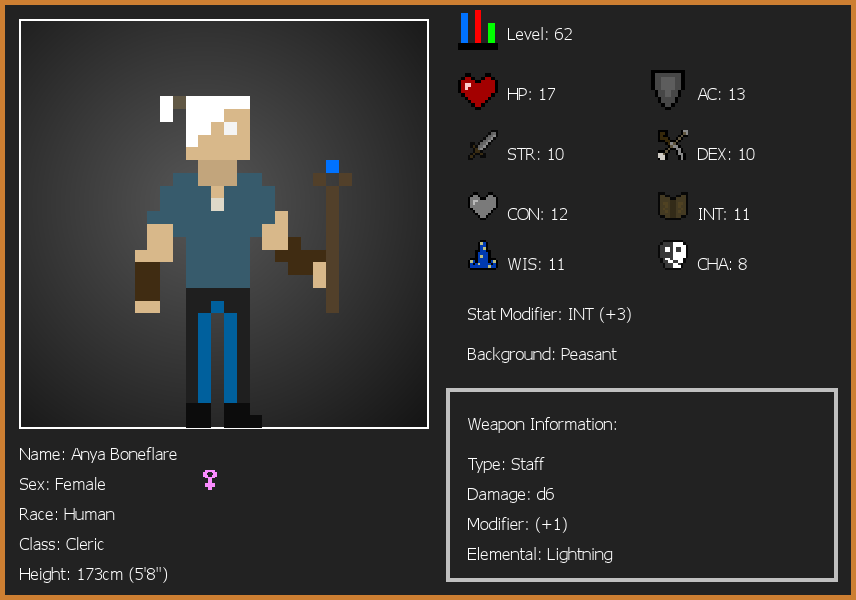 Level: 62
HP: 17
AC: 13
STR: 10
DEX: 10
CON: 12
INT: 11
WIS: 11
CHA: 8
Stat Modifier: INT (+3)
Background: Peasant
Weapon Information:
Type: Staff
Damage: d6
Modifier: (+1)
Elemental: Lightning
Name: Anya Boneflare
Sex: Female
Race: Human
Class: Cleric
Height: 173cm (5'8")